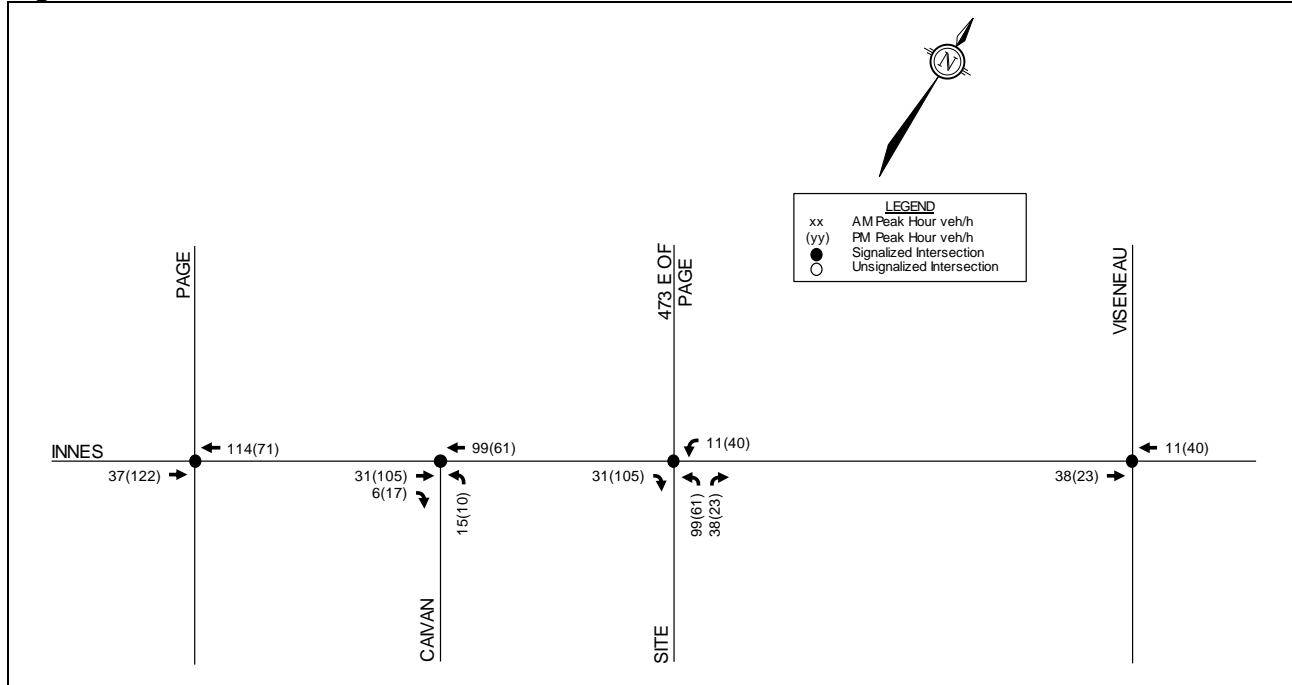 N
LEGEND
xx AM Peak Hour veh/h
(yy) PM Peak Hour veh/h
Signalized Intersection
Unsignalized Intersection
PAGE
473 E OF
PAGE
VISENEAU
INNES
114(71)
37(122)
99(61)
31(105)
6(17)
15(10)
11(40)
31(105)
99(61)
38(23)
11(40)
38(23)
CAIVAN
SITE